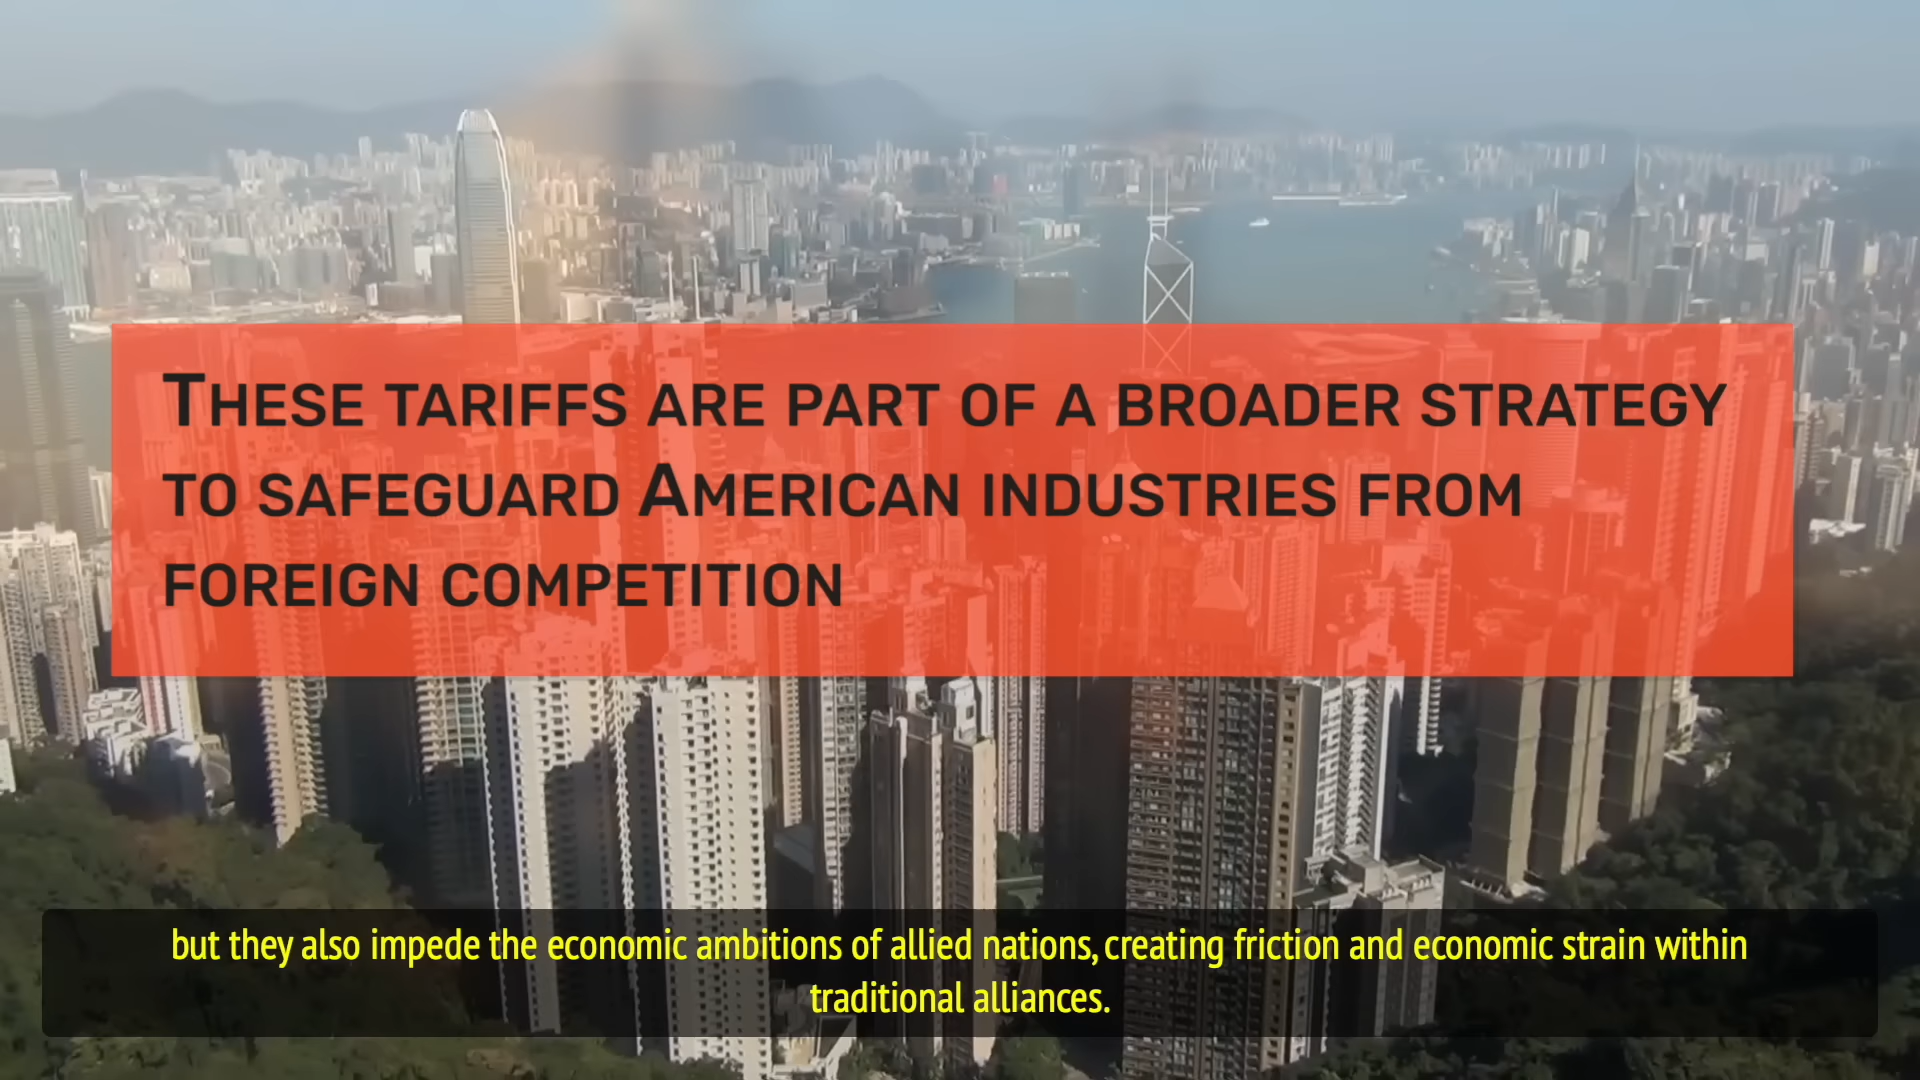 These tariffs are part of a broader strategy
to safeguard American industries from
foreign competition
but they also impede the economic ambitions of allied nations, creating friction and economic strain within
traditional alliances.